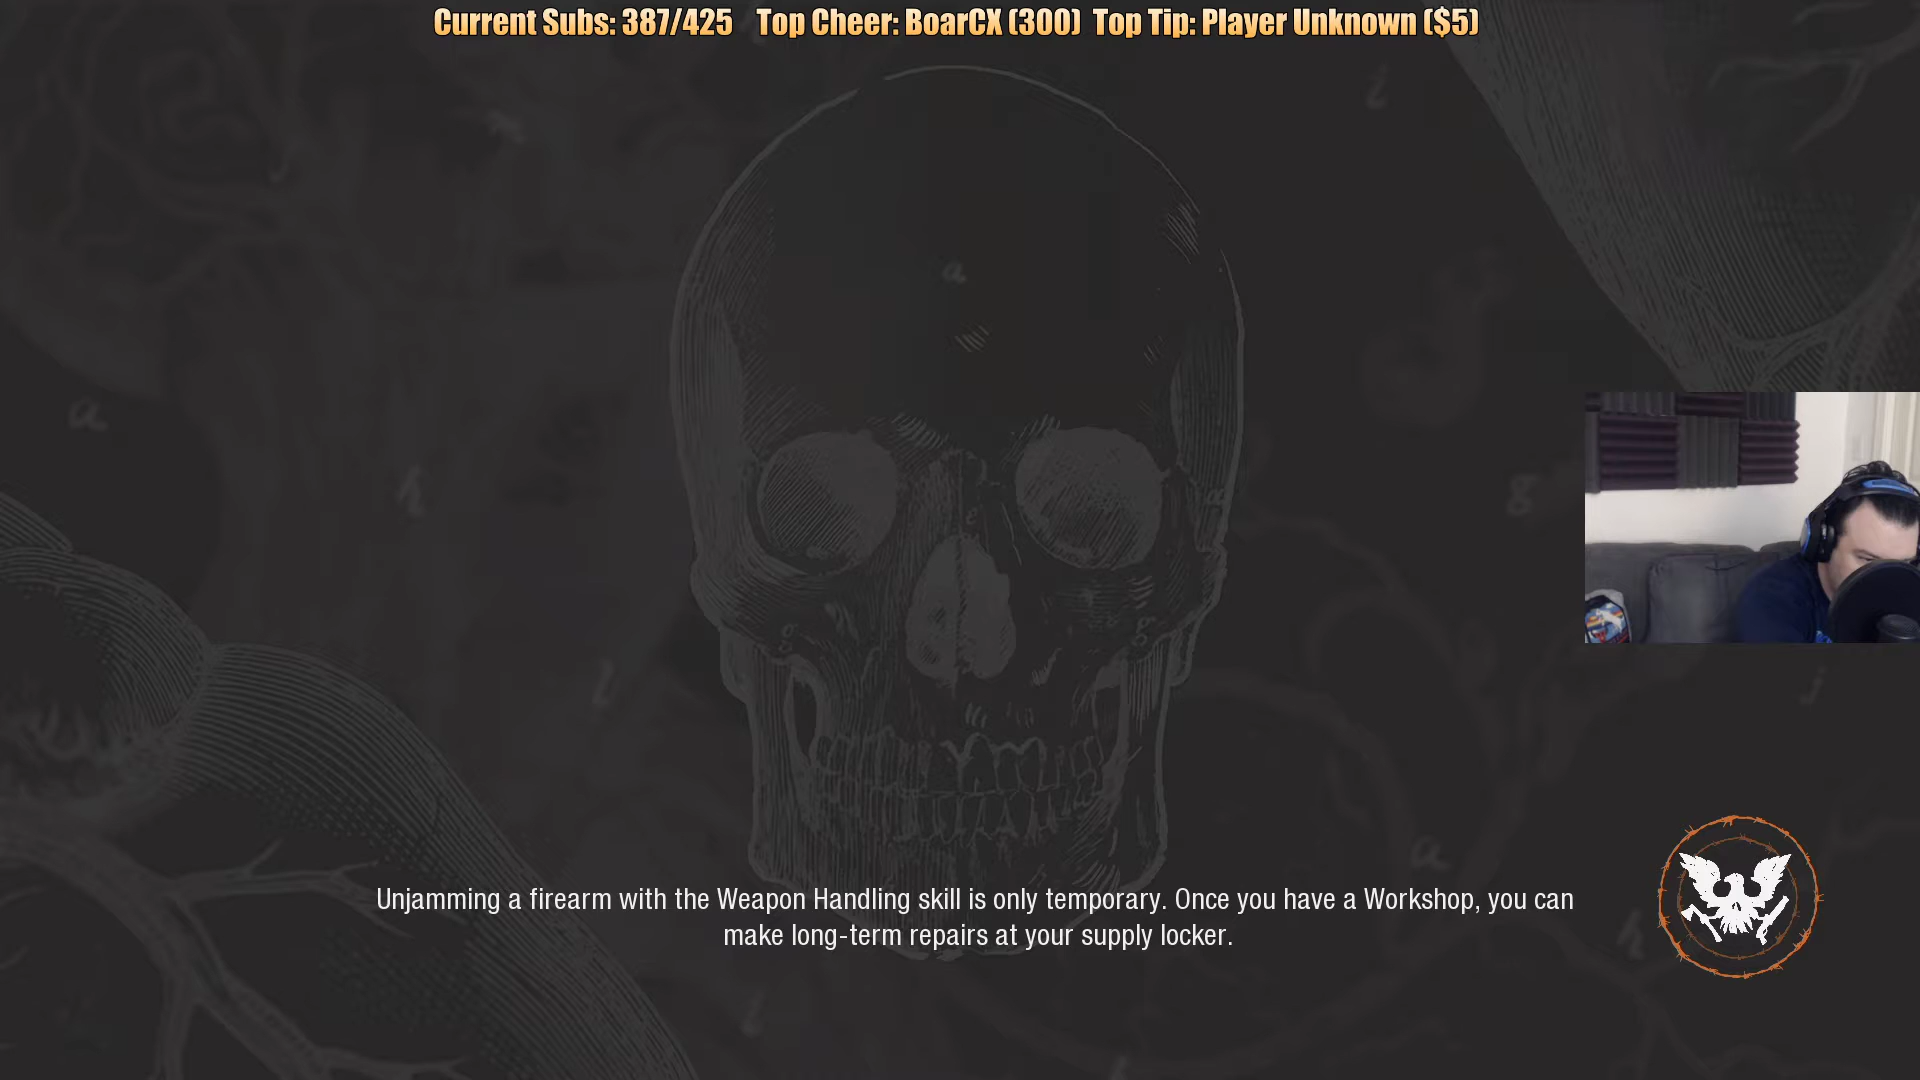 Current Subs: 387/425 Top Cheer: BoarCX (300) Top Tip: Player Unknown ($5)
i
a
a
h
e
g
g
g
l
j
a
Unjamming a firearm with the Weapon Handling skill is only temporary. Once you have a Workshop, you can
make long-term repairs at your supply locker.
h
l